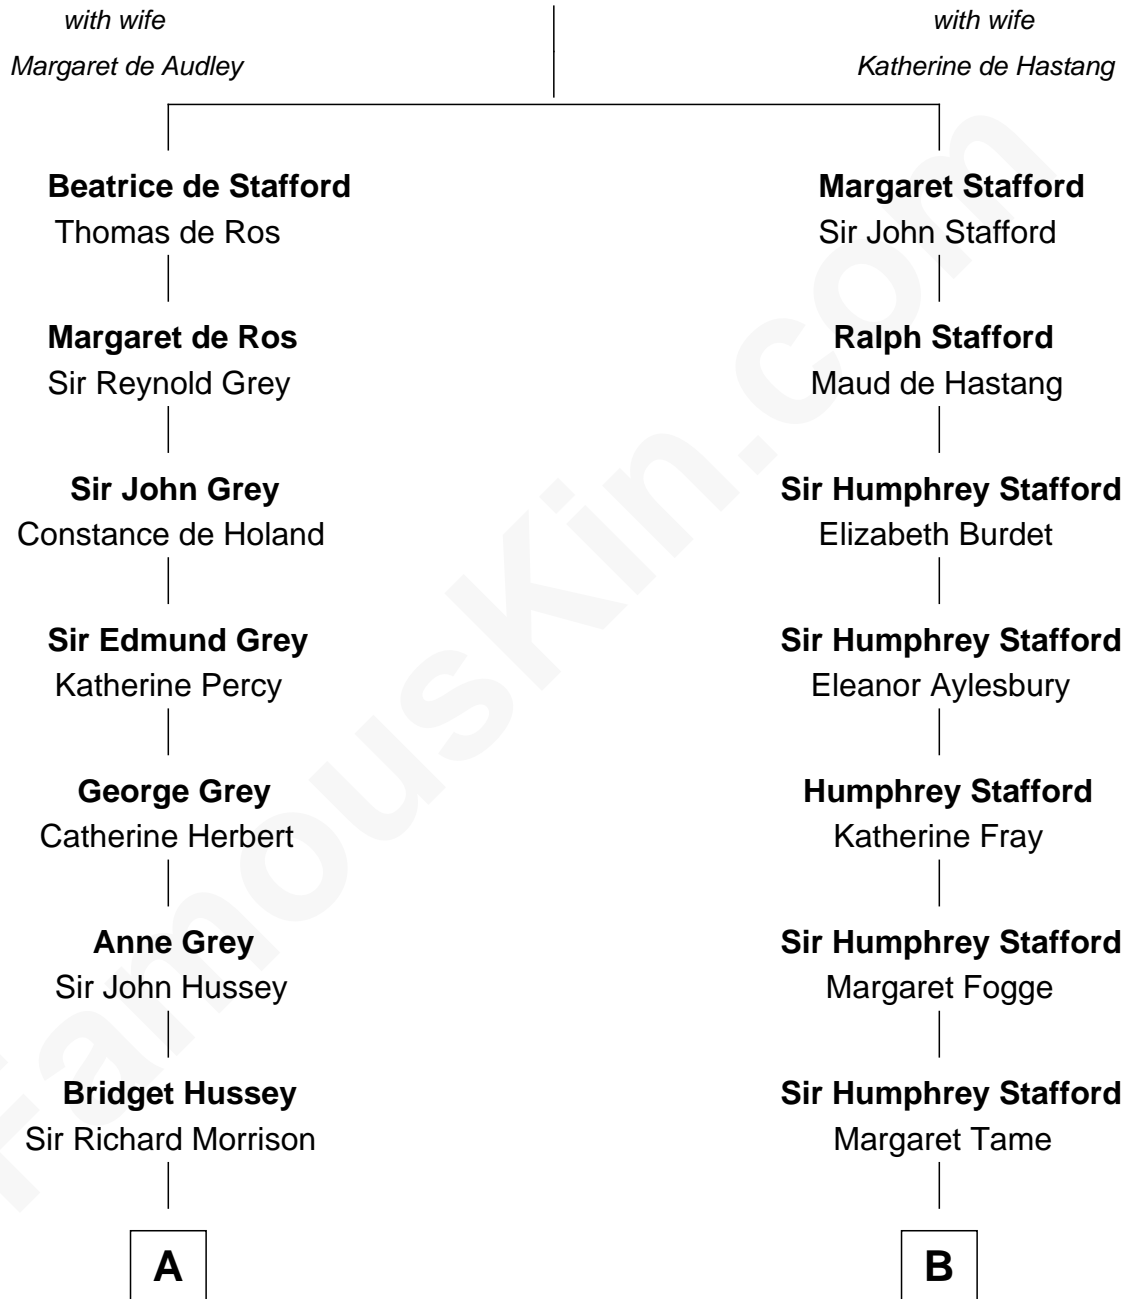 with wife
Margaret de Audley
with wife
Katherine de Hastang
Beatrice de Stafford
Thomas de Ros
Margaret Stafford
Sir John Stafford
Margaret de Ros
Sir Reynold Grey
Ralph Stafford
Maud de Hastang
Sir John Grey
Constance de Holand
Sir Humphrey Stafford
Elizabeth Burdet
Sir Edmund Grey
Katherine Percy
Sir Humphrey Stafford
Eleanor Aylesbury
George Grey
Catherine Herbert
Humphrey Stafford
Katherine Fray
Anne Grey
Sir John Hussey
Sir Humphrey Stafford
Margaret Fogge
Bridget Hussey
Sir Richard Morrison
Sir Humphrey Stafford
Margaret Tame
A
B
FamousKin.com